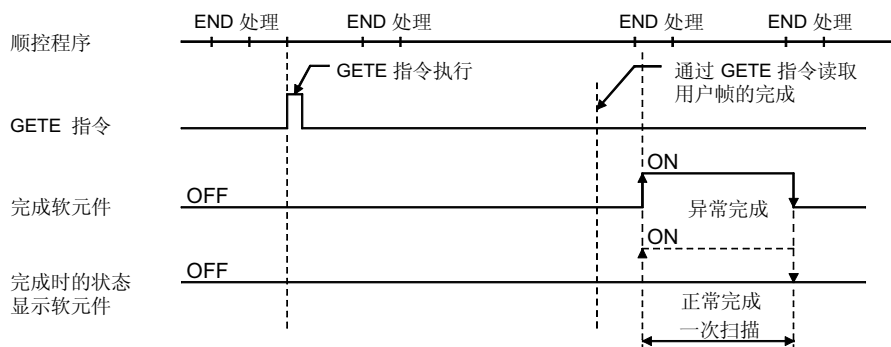 END 处理
END 处理
END 处理
END 处理
顺控程序
GETE 指令执行
通过 GETE 指令读取
用户帧的完成
GETE 指令
ON
OFF
完成软元件
异常完成
ON
OFF
完成时的状态
显示软元件
正常完成
一次扫描